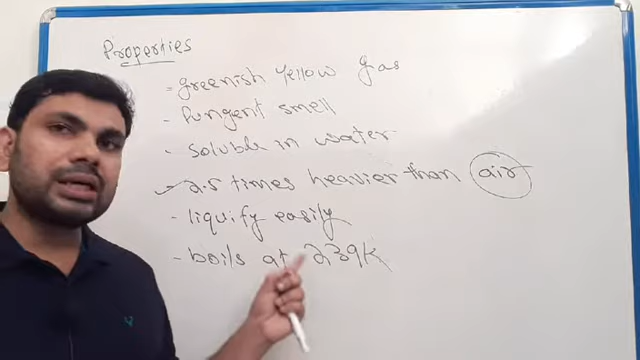 Properties
- greenish yellow gas
- Pungent smell
- soluble in water
- 2.5 times heavier than air
- liquify easily
- boils at 239K